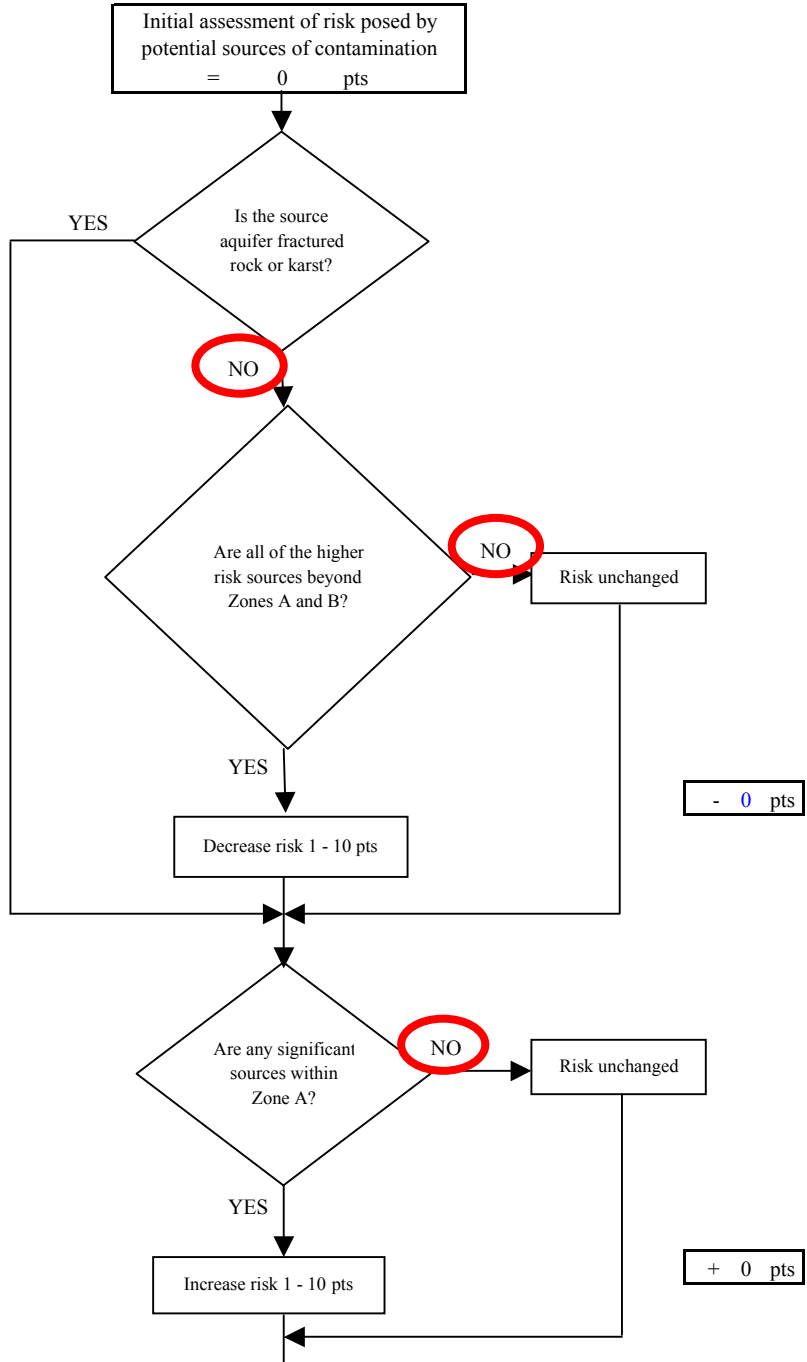 Initial assessment of risk posed by
potential sources of contamination
= 0 pts
YES
Is the source
aquifer fractured
rock or karst?
NO
NO
Are all of the higher
risk sources beyond
Zones A and B?
Risk unchanged
YES
- 0 pts
Decrease risk 1 - 10 pts
Are any significant
sources within
Zone A?
NO
Risk unchanged
YES
+ 0 pts
Increase risk 1 - 10 pts